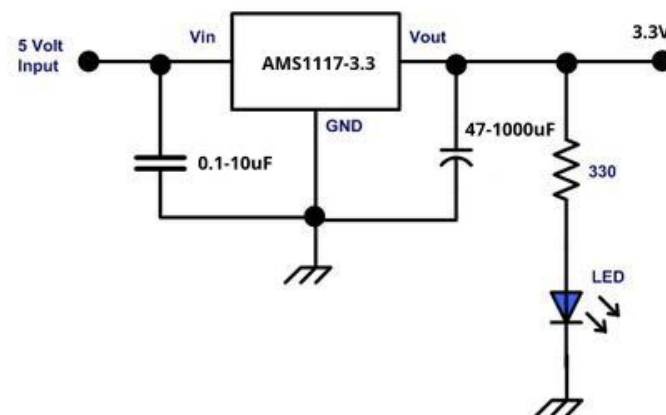 5 Volt
Input
Vin
AMS1117-3.3
Vout
3.3V
GND
0.1-10uF
47-1000uF
330
LED